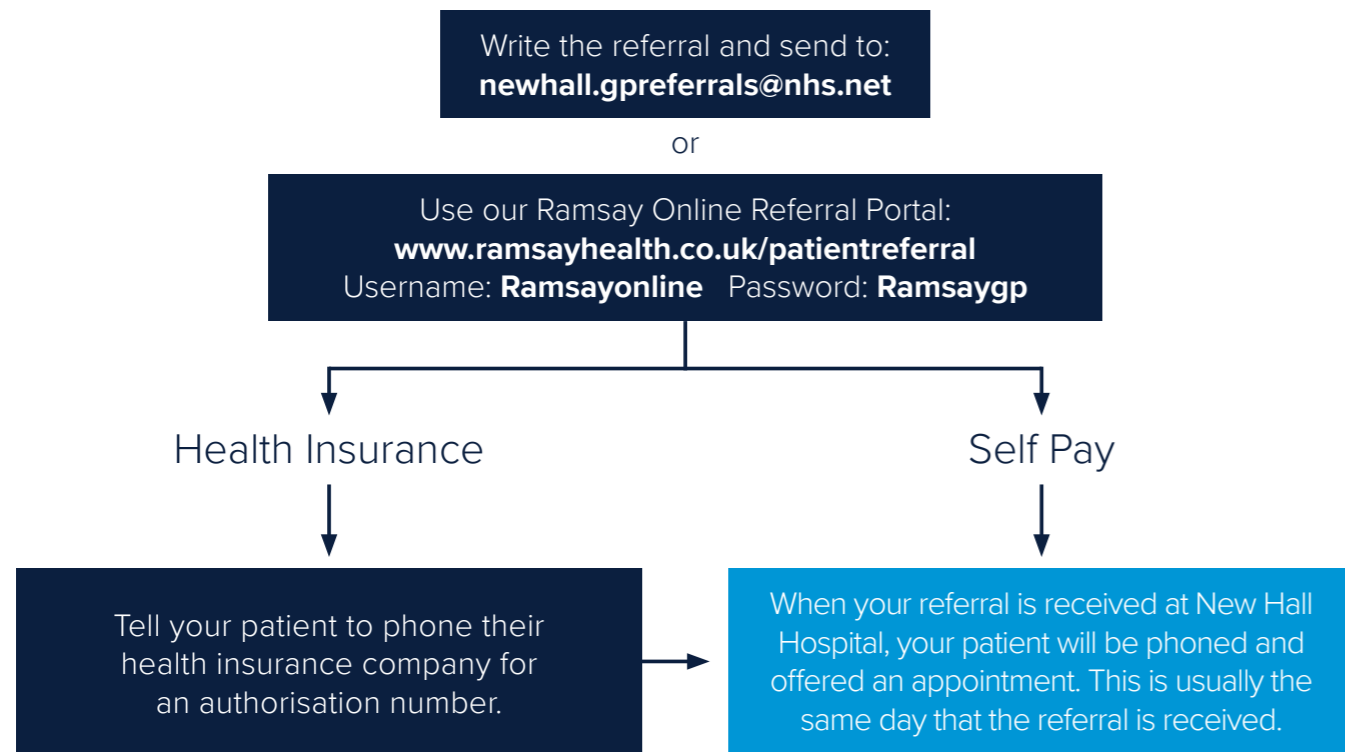 Write the referral and send to:
newhall.gpreferrals@nhs.net
or
Use our Ramsay Online Referral Portal:
www.ramsayhealth.co.uk/patientreferral
Username: Ramsayonline Password: Ramsaygp
Health Insurance
Self Pay
Tell your patient to phone their
health insurance company for
an authorisation number.
When your referral is received at New Hall
Hospital, your patient will be phoned and
offered an appointment. This is usually the
same day that the referral is received.